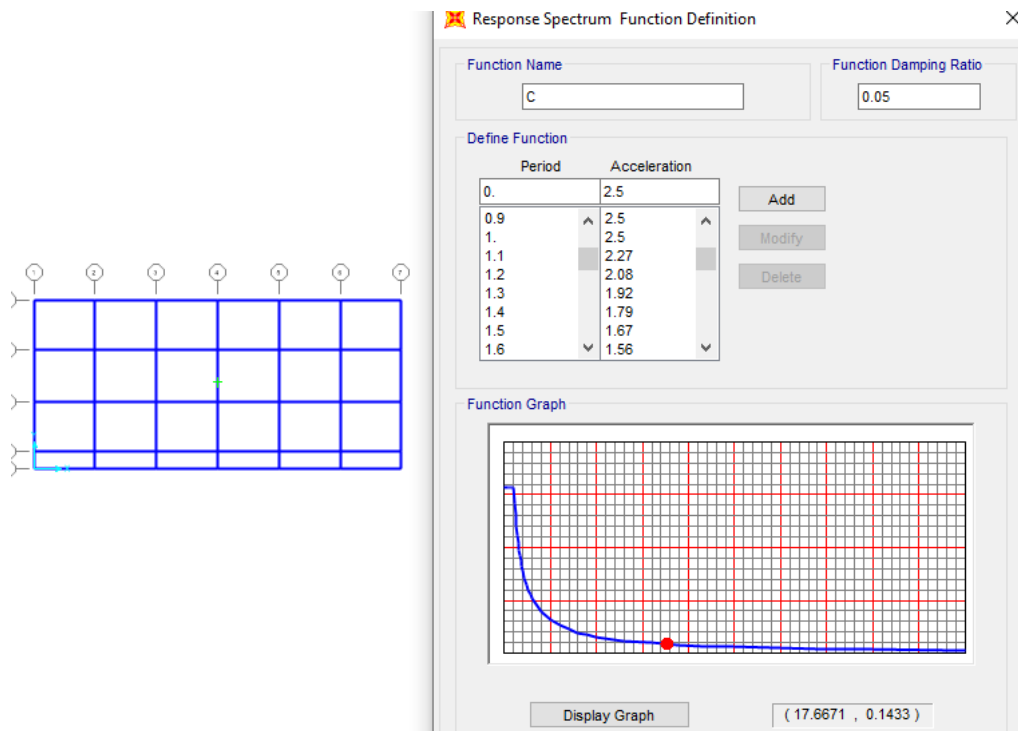 Response Spectrum Function Definition
Function Name
Function Damping Ratio
C
0.05
Define Function
Period Acceleration
0. 2.5
Add
0.9 2.5
1. 2.5
Modify
1.1 2.27
1.2 2.08
Delete
1.3 1.92
1.4 1.79
1.5 1.67
1.6 1.56
1 2 3 4 5 6 7
Function Graph
Display Graph
( 17.6671 , 0.1433 )